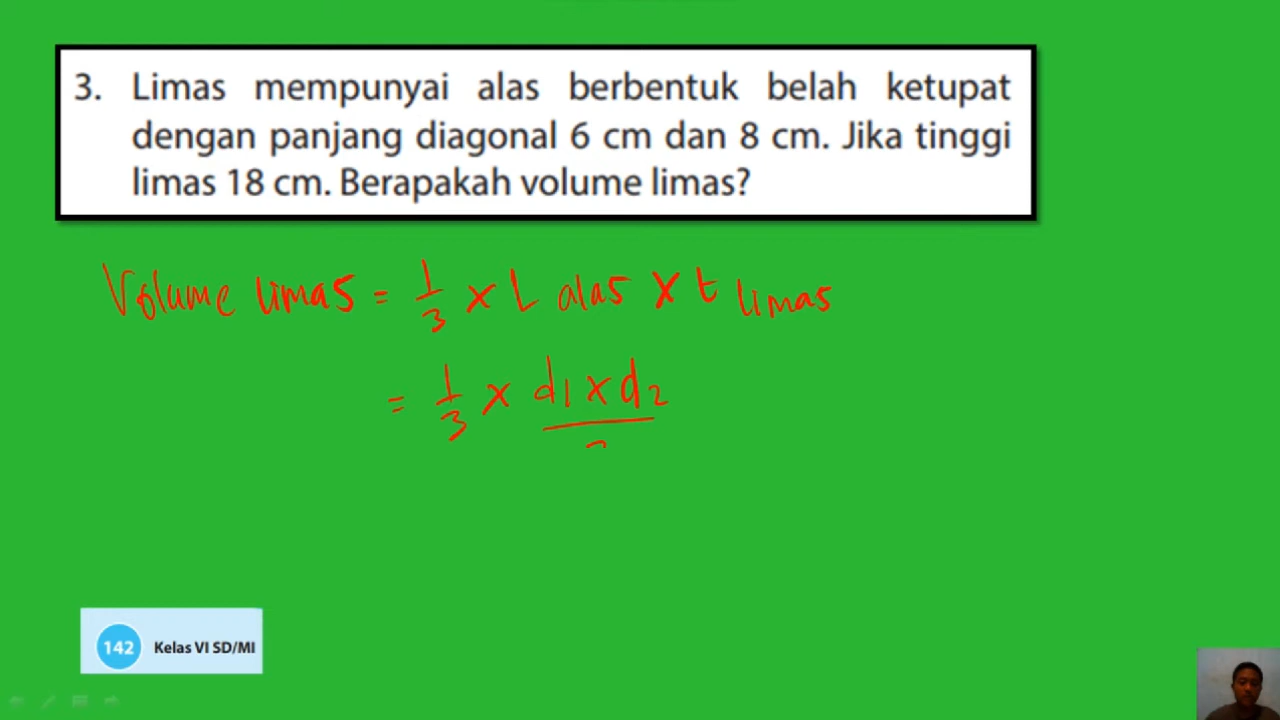 3. Limas mempunyai alas berbentuk belah ketupat
dengan panjang diagonal 6 cm dan 8 cm. Jika tinggi
limas 18 cm. Berapakah volume limas?
Volume limas = 1/3 x L alas x t limas
= 1/3 x d1 x d2
142 Kelas VI SD/MI